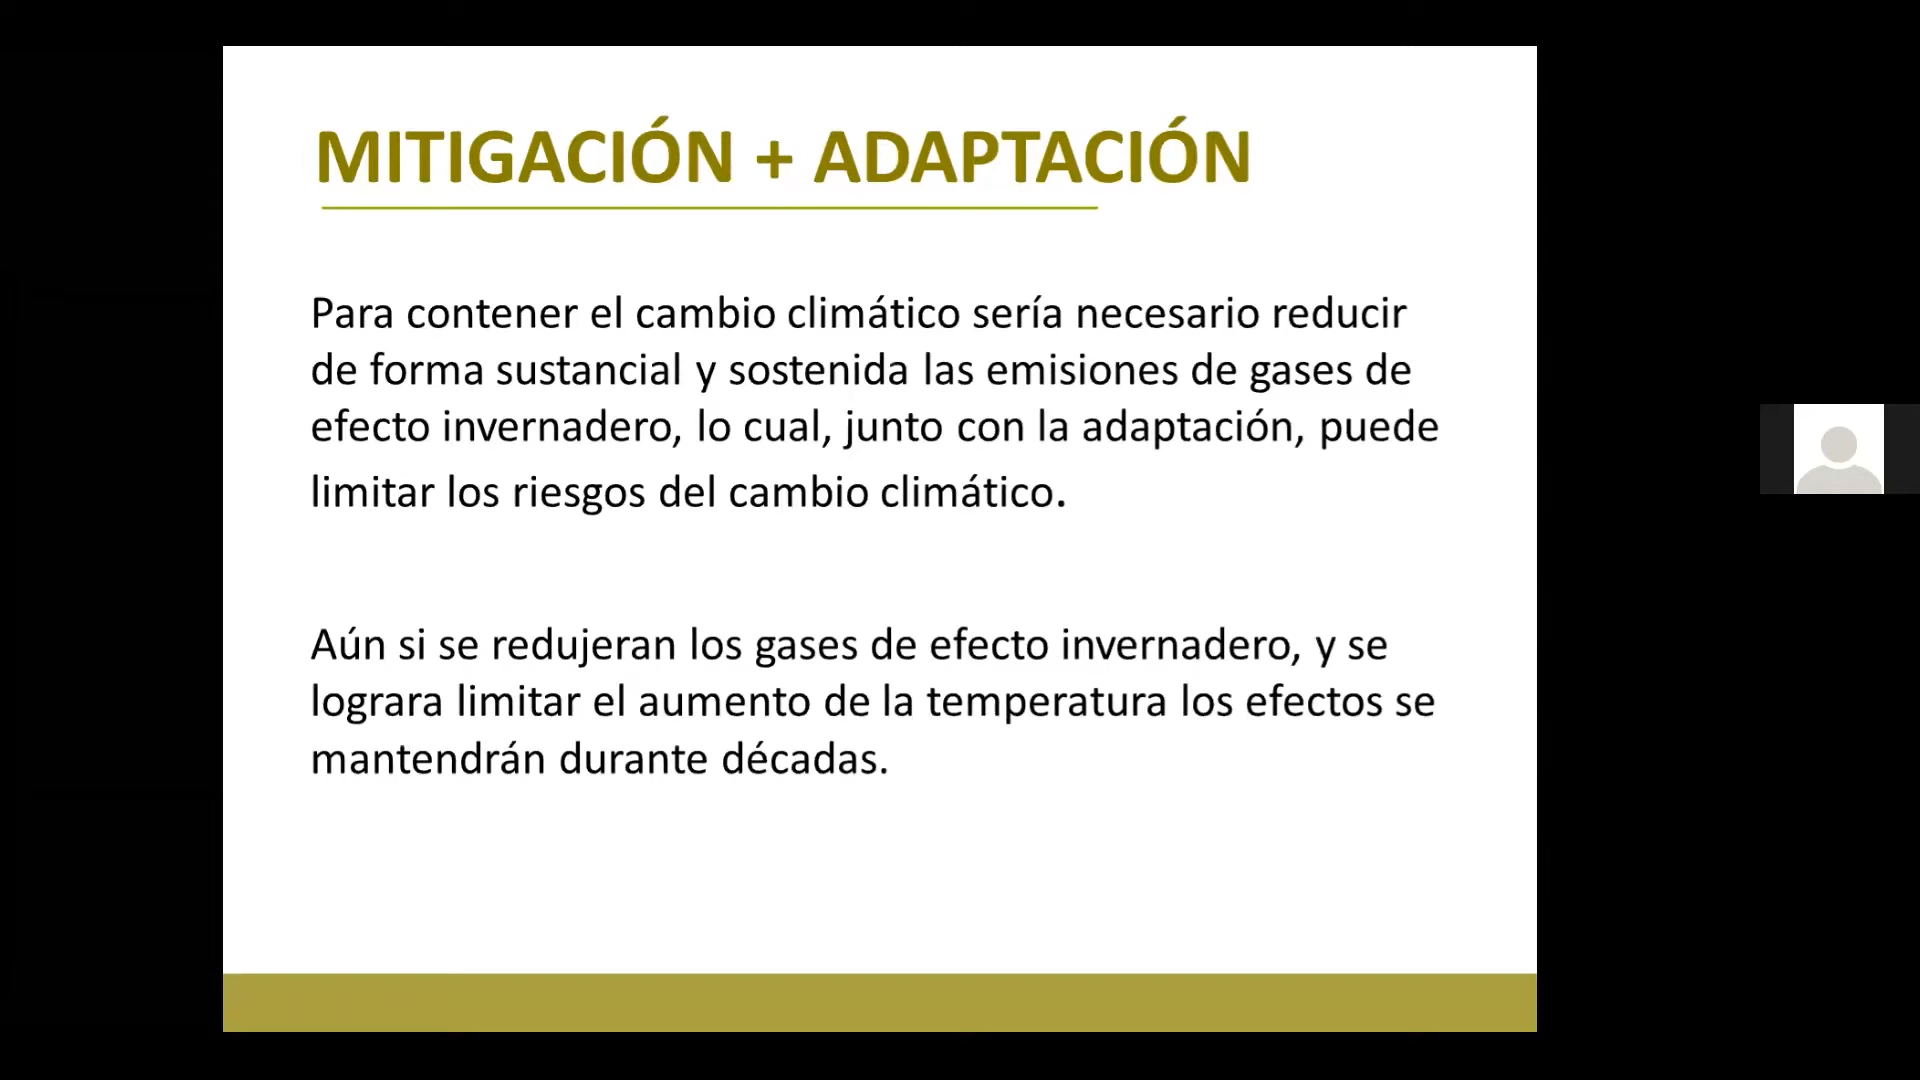 MITIGACIÓN + ADAPTACIÓN
Para contener el cambio climático sería necesario reducir
de forma sustancial y sostenida las emisiones de gases de
efecto invernadero, lo cual, junto con la adaptación, puede
limitar los riesgos del cambio climático.
Aún si se redujeran los gases de efecto invernadero, y se
lograra limitar el aumento de la temperatura los efectos se
mantendrán durante décadas.